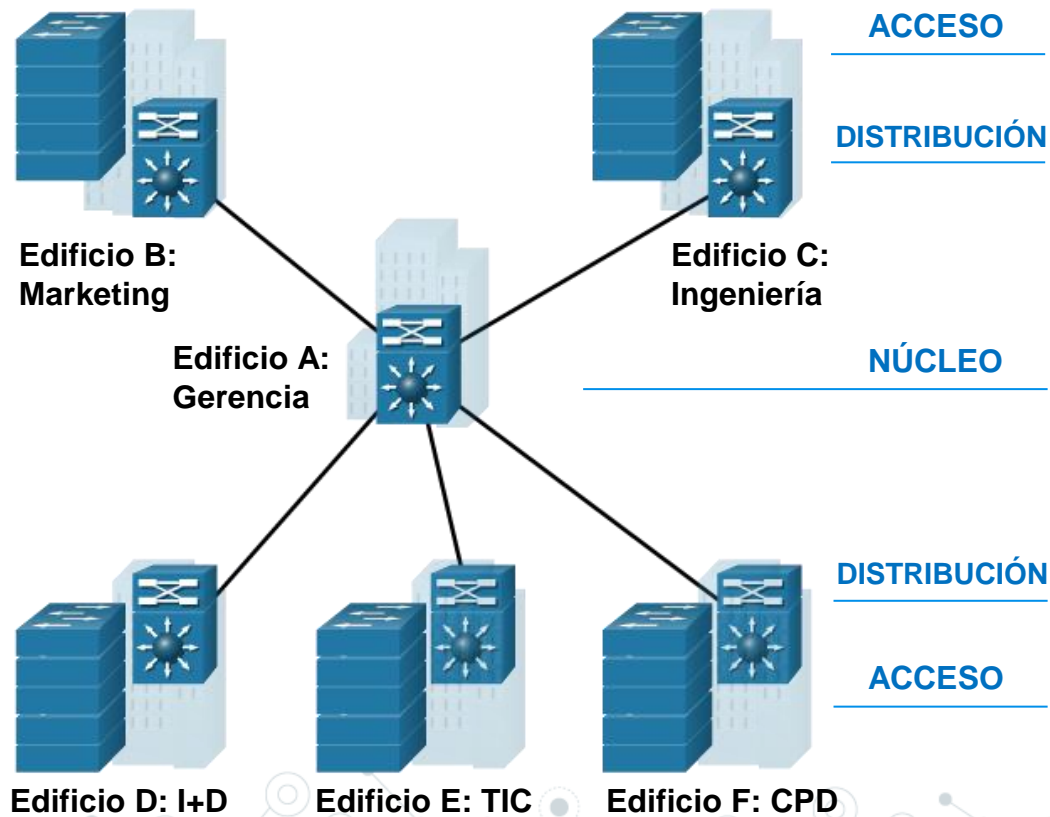 ACCESO
DISTRIBUCIÓN
Edificio B:
Marketing
Edificio C:
Ingeniería
Edificio A:
Gerencia
NÚCLEO
DISTRIBUCIÓN
ACCESO
Edificio D: I+D
Edificio E: TIC
Edificio F: CPD